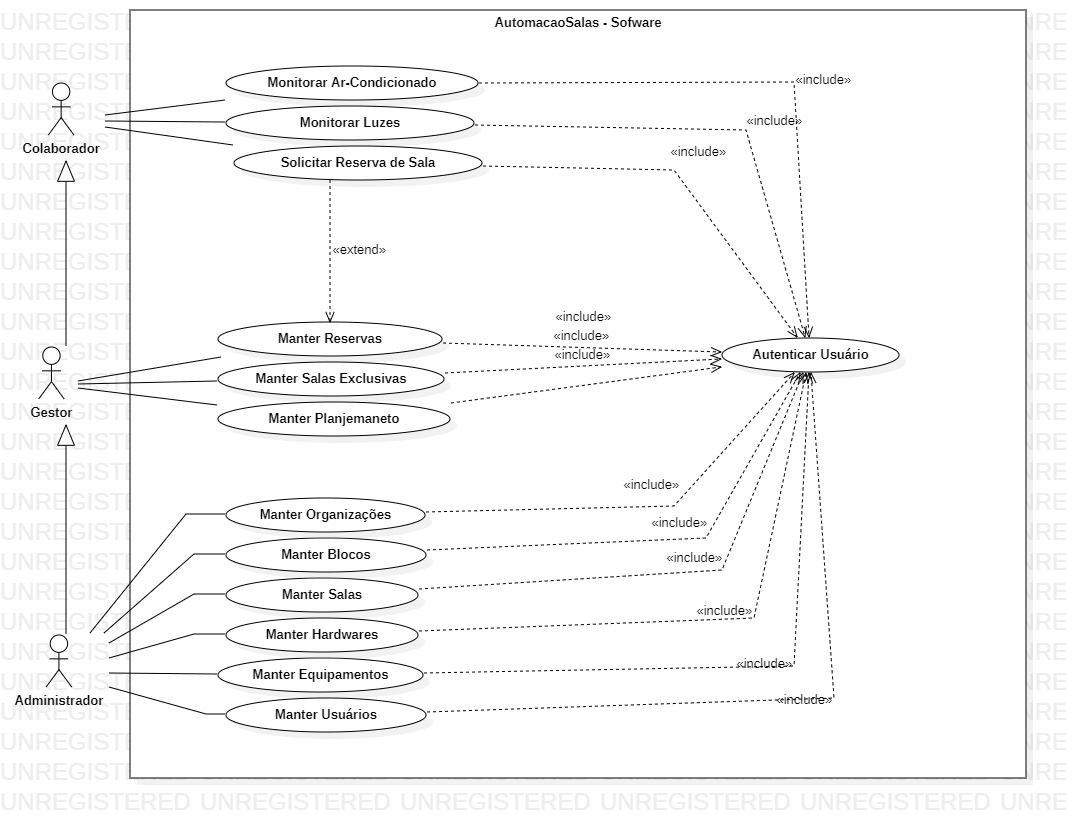 AutomacaoSalas - Sofware
Monitorar Ar-Condicionado
«include»
Colaborador
Monitorar Luzes
«include»
Solicitar Reserva de Sala
«include»
«extend»
Manter Reservas
«include»
Gestor
Manter Salas Exclusivas
«include»
Manter Planjemaneto
«include»
Autenticar Usuário
Manter Organizações
«include»
Manter Blocos
«include»
Manter Salas
«include»
Manter Hardwares
«include»
Administrador
Manter Equipamentos
«include»
Manter Usuários
«include»
UNREGISTERED UNREGISTERED UNREGISTERED UNREGISTERED UNREGISTERED UNRE